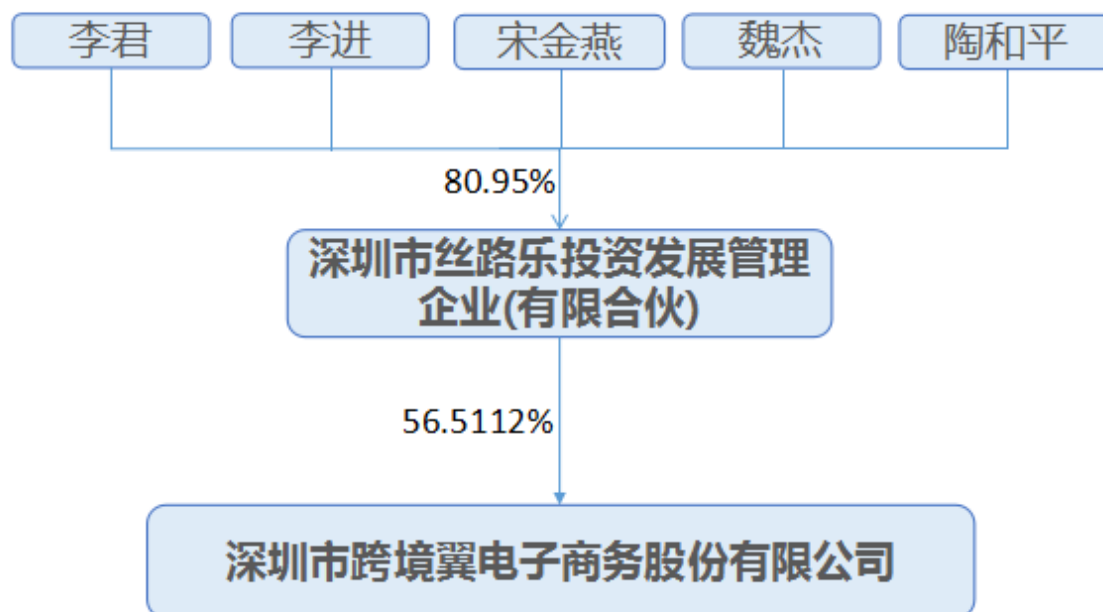 李君
李进
宋金燕
魏杰
陶和平
80.95%
深圳市丝路乐投资发展管理
企业(有限合伙)
56.5112%
深圳市跨境翼电子商务股份有限公司